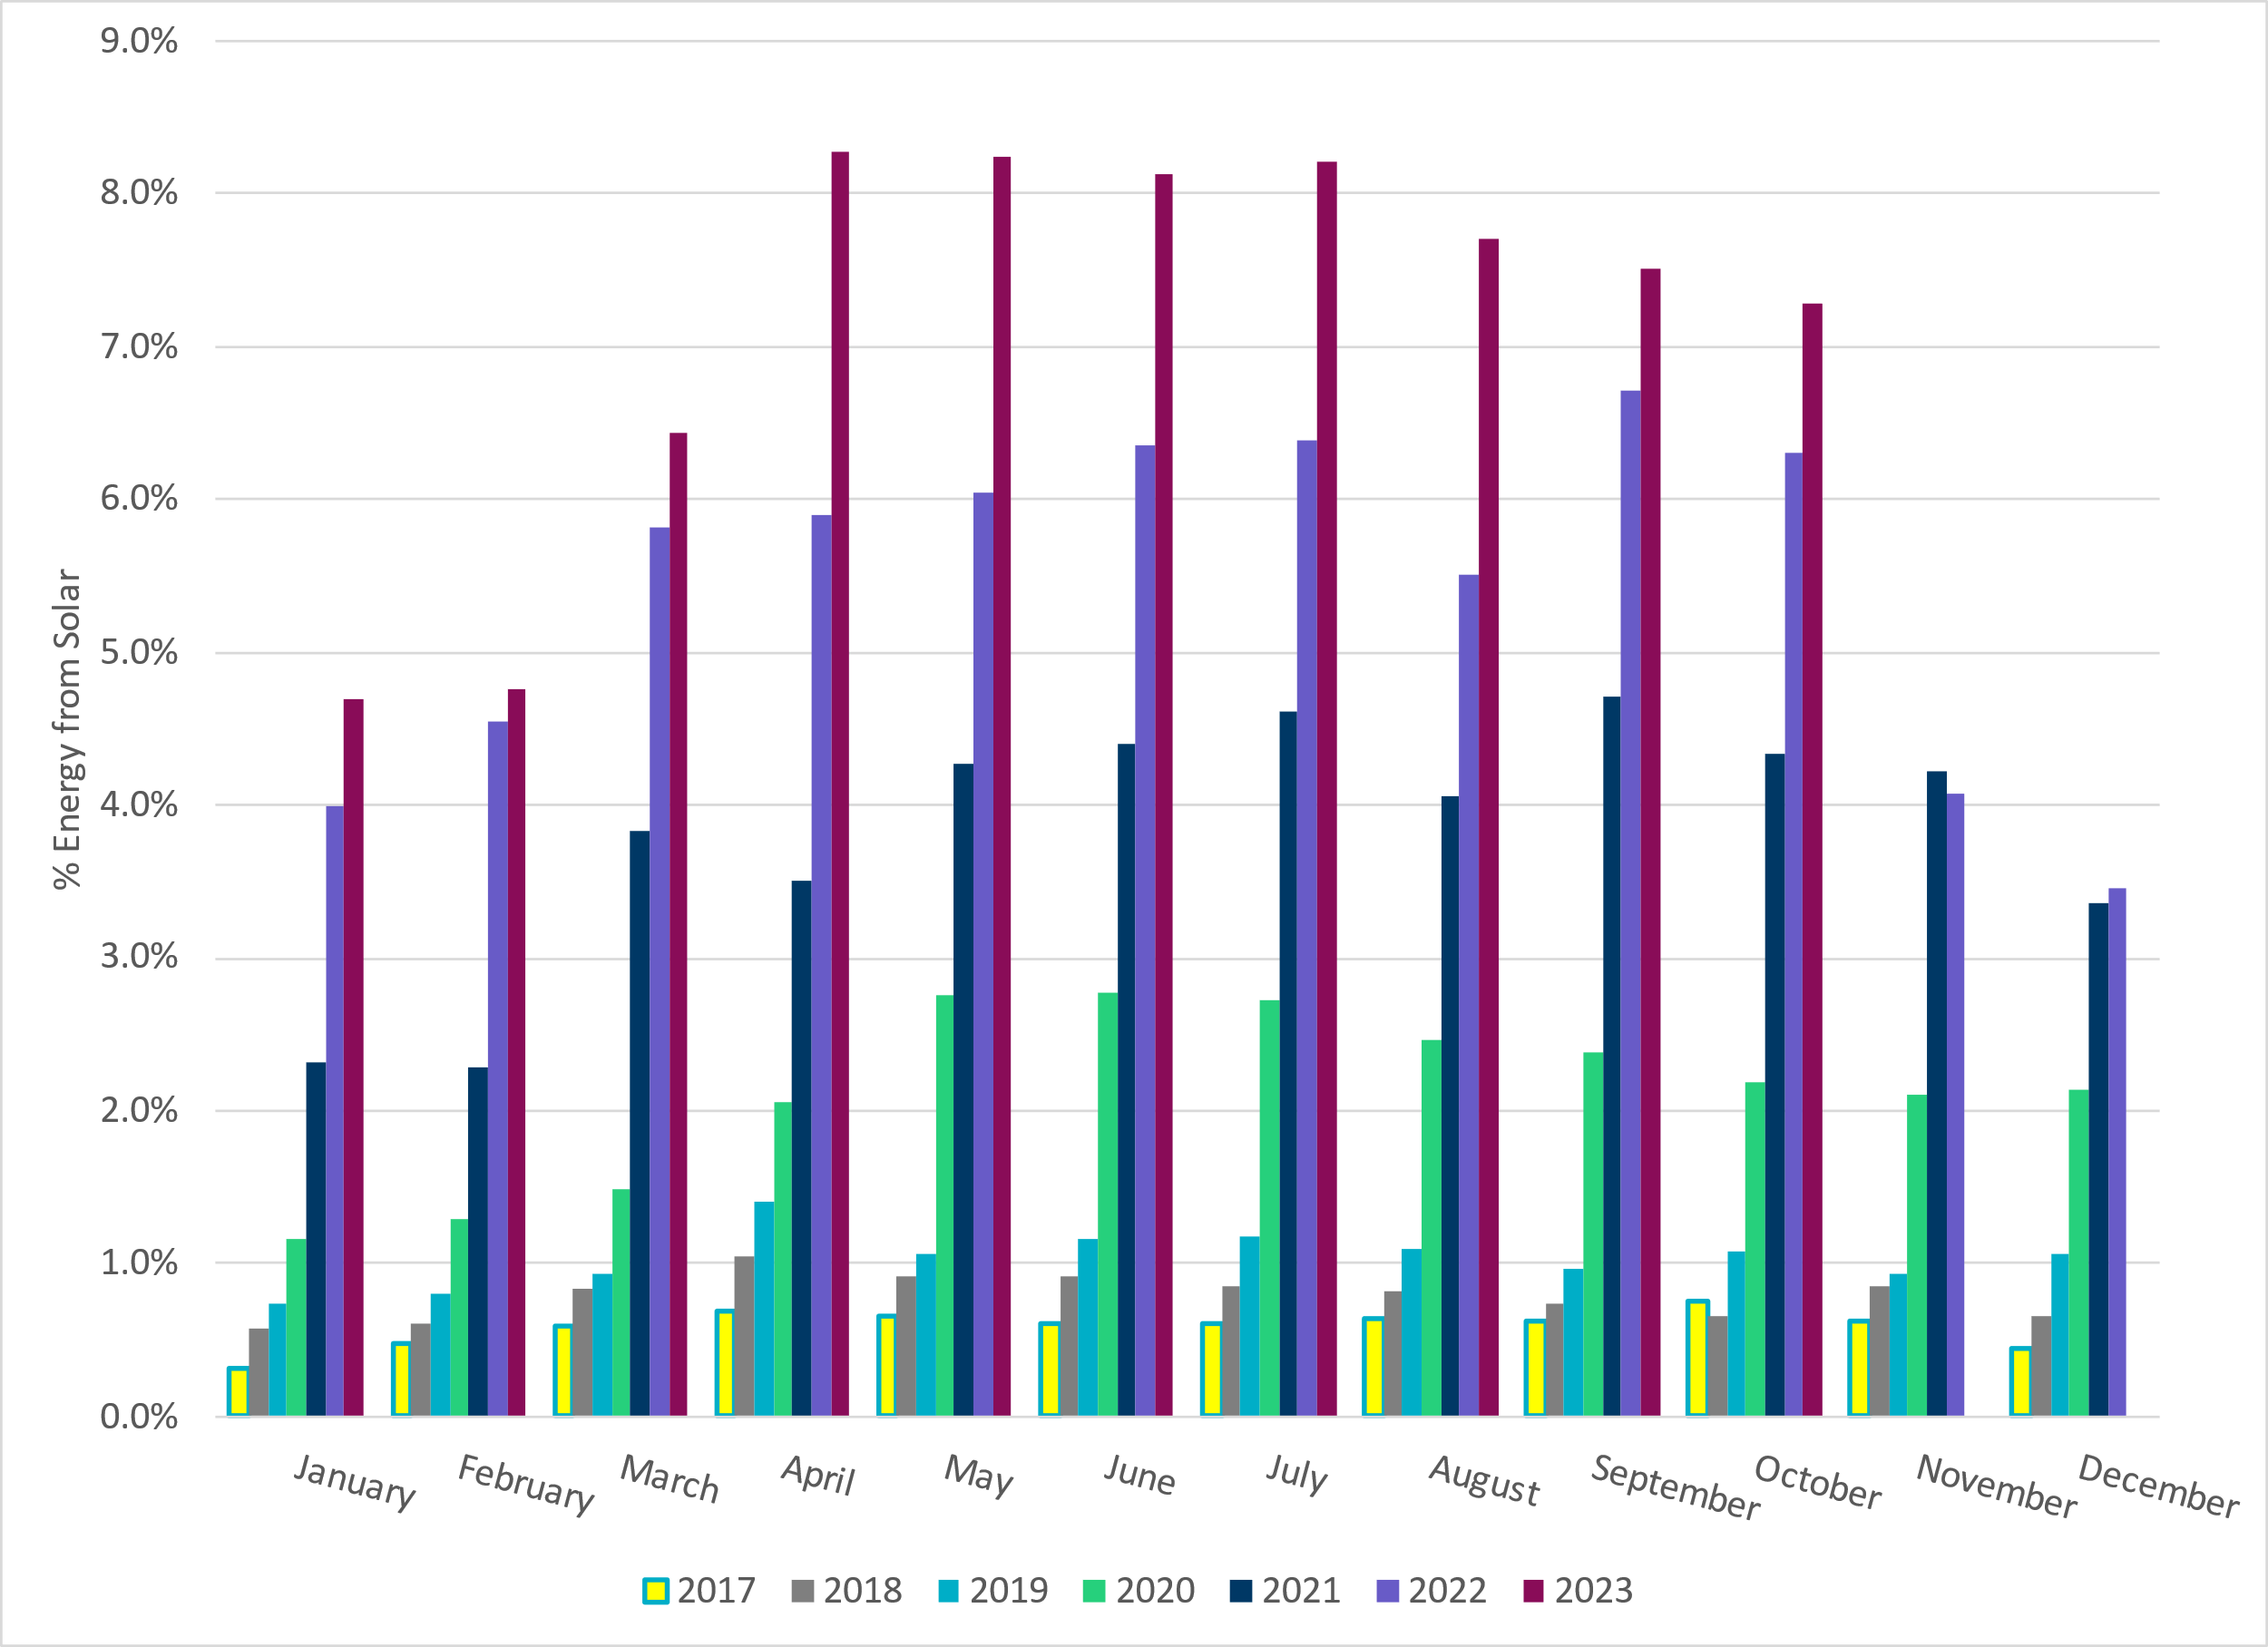 9.0%
8.0%
7.0%
6.0%
5.0%
4.0%
3.0%
2.0%
1.0%
0.0%
% Energy from Solar
January
February
March
April
May
June
July
August
September
October
November
December
2017
2018
2019
2020
2021
2022
2023